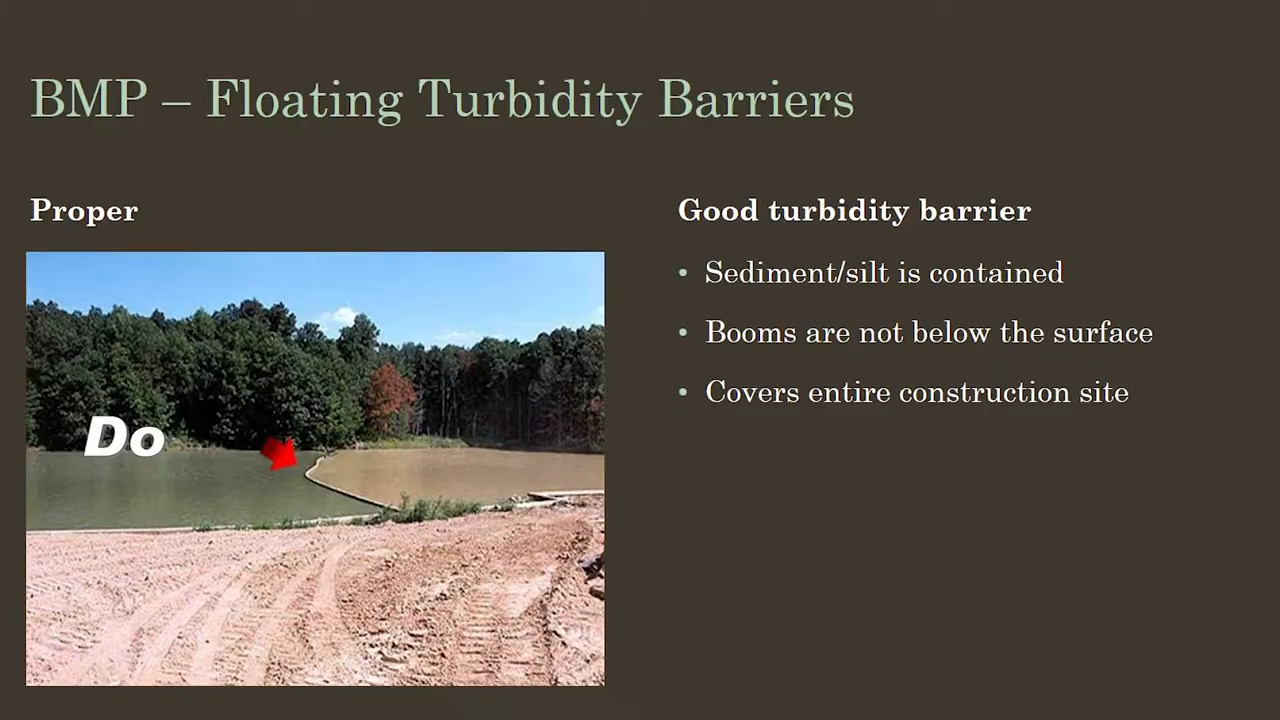 BMP – Floating Turbidity Barriers
Proper
Do
Good turbidity barrier
• Sediment/silt is contained
• Booms are not below the surface
• Covers entire construction site